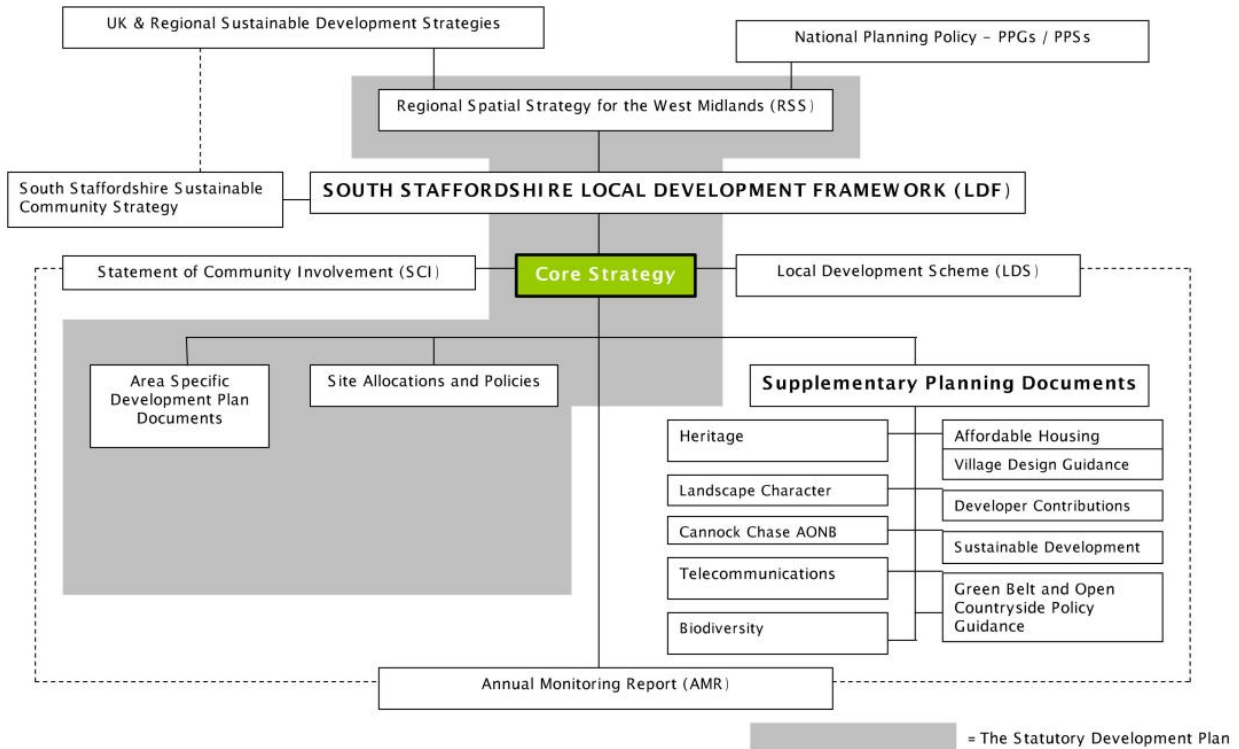 UK & Regional Sustainable Development Strategies
National Planning Policy – PPGs / PPSs
Regional Spatial Strategy for the West Midlands (RSS)
South Staffordshire Sustainable
Community Strategy
SOUTH STAFFORDSHIRE LOCAL DEVELOPMENT FRAMEWORK (LDF)
Statement of Community Involvement (SCI)
Core Strategy
Local Development Scheme (LDS)
Area Specific
Development Plan
Documents
Site Allocations and Policies
Supplementary Planning Documents
Heritage
Affordable Housing
Village Design Guidance
Landscape Character
Developer Contributions
Cannock Chase AONB
Sustainable Development
Telecommunications
Green Belt and Open
Countryside Policy
Guidance
Biodiversity
Annual Monitoring Report (AMR)
= The Statutory Development Plan